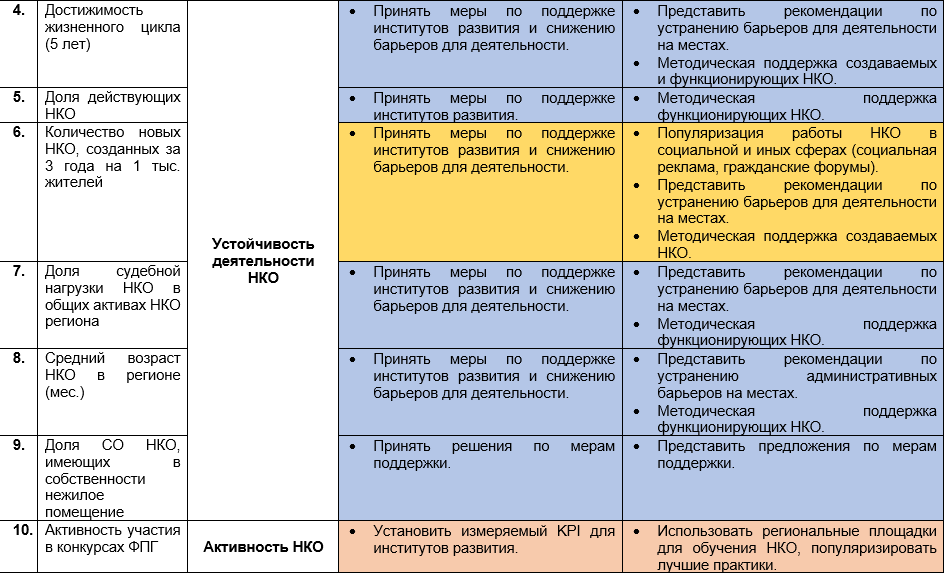 4. Достижимость
жизненного цикла
(5 лет)
• Принять меры по поддержке
институтов развития и снижению
барьеров для деятельности.
• Представить рекомендации по
устранению барьеров для деятельности
на местах.
• Методическая поддержка создаваемых
и функционирующих НКО.
5. Доля действующих
НКО
• Принять меры по поддержке
институтов развития.
• Методическая поддержка
функционирующих НКО.
6. Количество новых
НКО, созданных за
3 года на 1 тыс.
жителей
• Принять меры по поддержке
институтов развития и снижению
барьеров для деятельности.
• Популяризация работы НКО в
социальной и иных сферах (социальная
реклама, гражданские форумы).
• Представить рекомендации по
устранению барьеров для деятельности
на местах.
• Методическая поддержка создаваемых
НКО.
Устойчивость
деятельности
НКО
7. Доля судебной
нагрузки НКО в
общих активах НКО
региона
• Принять меры по поддержке
институтов развития и снижению
барьеров для деятельности.
• Представить рекомендации по
устранению барьеров для деятельности
на местах.
• Методическая поддержка
функционирующих НКО.
8. Средний возраст
НКО в регионе
(мес.)
• Принять меры по поддержке
институтов развития и снижению
барьеров для деятельности.
• Представить рекомендации по
устранению административных
барьеров на местах.
• Методическая поддержка
функционирующих НКО.
9. Доля СО НКО,
имеющих в
собственности
нежилое
помещение
• Принять решения по мерам
поддержки.
• Представить предложения по мерам
поддержки.
10. Активность участия
в конкурсах ФПГ
Активность НКО
• Установить измеряемый KPI для
институтов развития.
• Использовать региональные площадки
для обучения НКО, популяризировать
лучшие практики.